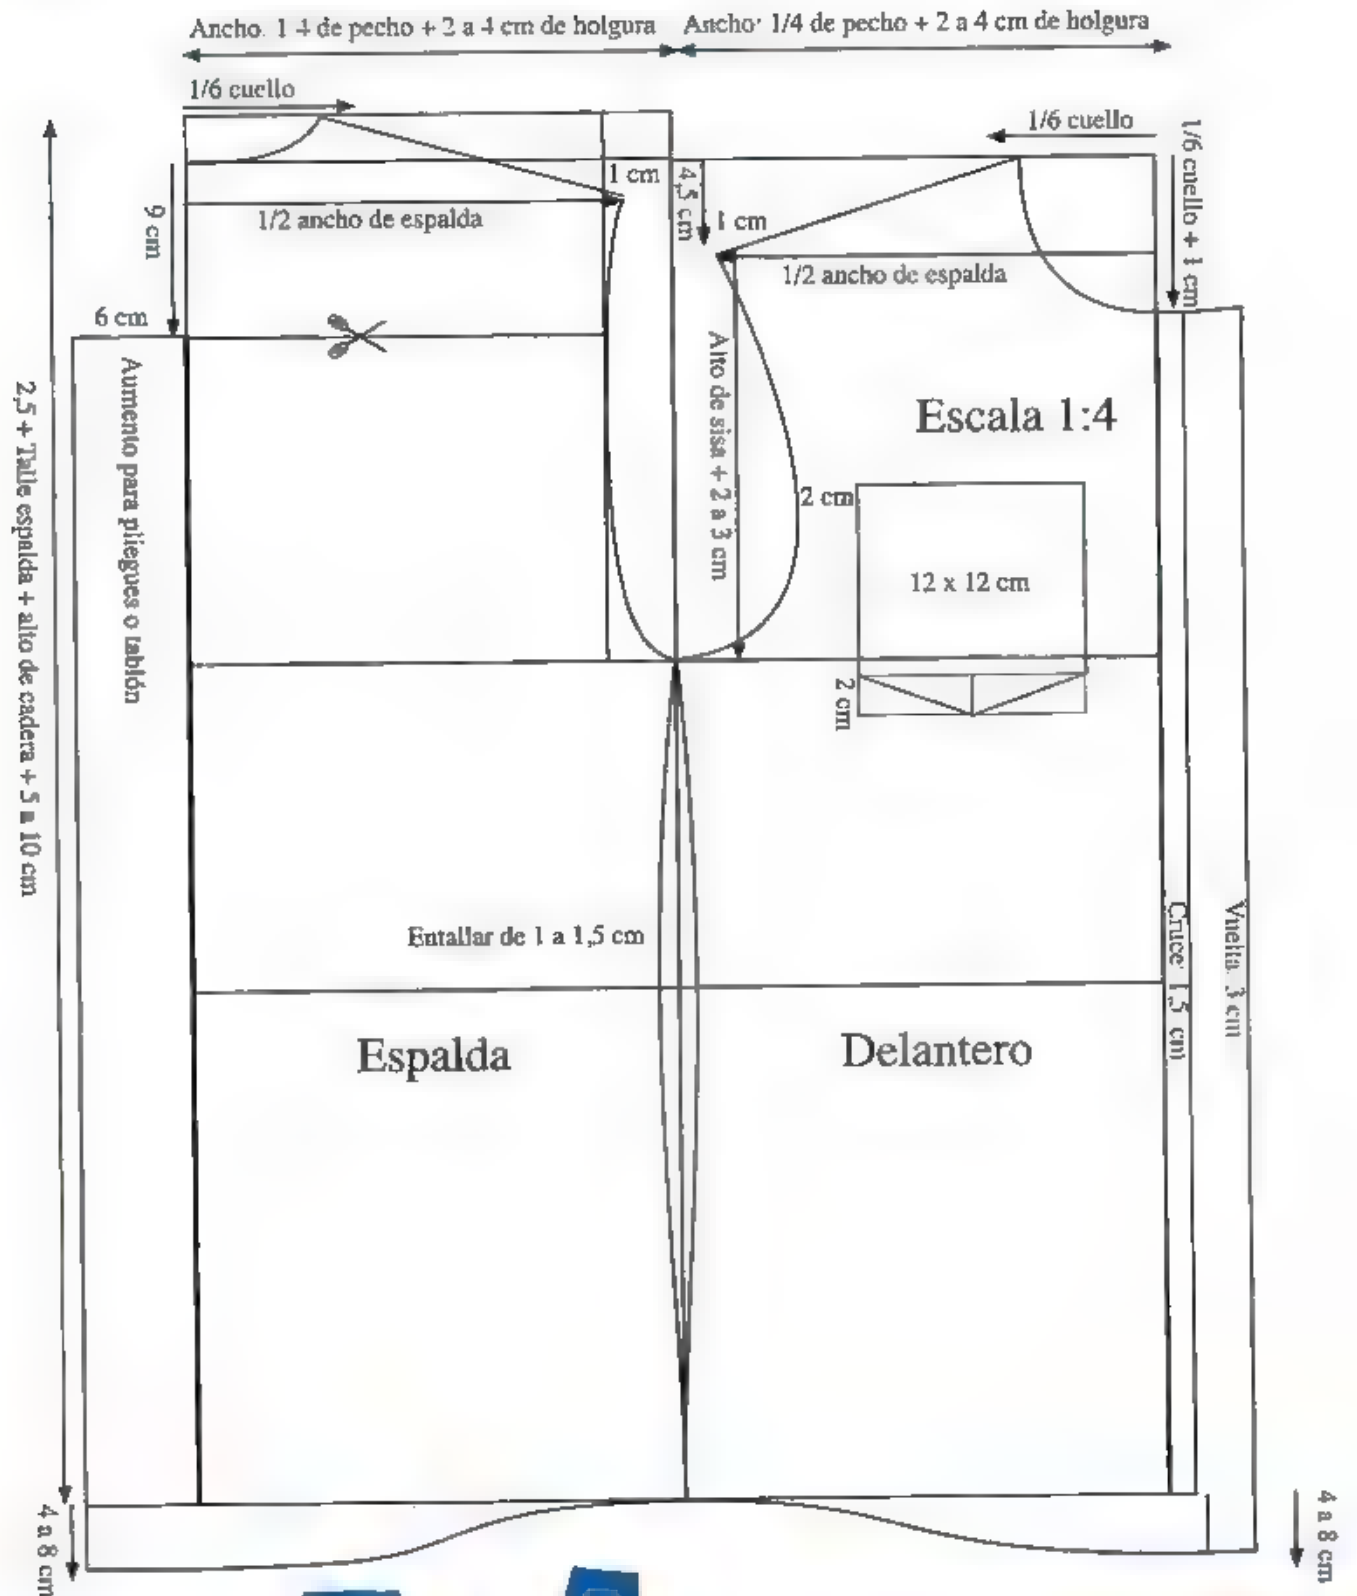 Ancho. 1 4 de pecho + 2 a 4 cm de holgura
Ancho: 1/4 de pecho + 2 a 4 cm de holgura
1/6 cuello
1/6 cuello
1/6 cuello + 1 cm
1 cm
4,5 cm
1 cm
9 cm
1/2 ancho de espalda
1/2 ancho de espalda
6 cm
Aumento para pliegues o tablón
2,5 + Talle espalda + alto de cadera + 5 a 10 cm
Alto de sisa + 2 a 3 cm
Escala 1:4
2 cm
12 x 12 cm
2 cm
Entallar de 1 a 1,5 cm
Cruce: 1,5 cm
Vuelta. 3 cm
Espalda
Delantero
4 a 8 cm
4 a 8 cm